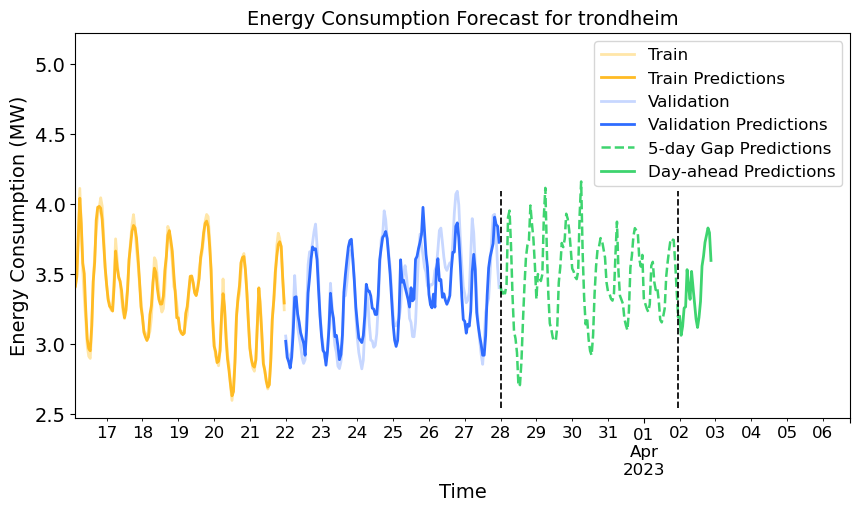 Energy Consumption Forecast for trondheim
Energy Consumption (MW)
5.0
4.5
4.0
3.5
3.0
2.5
Train
Train Predictions
Validation
Validation Predictions
5-day Gap Predictions
Day-ahead Predictions
17 18 19 20 21 22 23 24 25 26 27 28 29 30 31 01 02 03 04 05 06
Apr
2023
Time